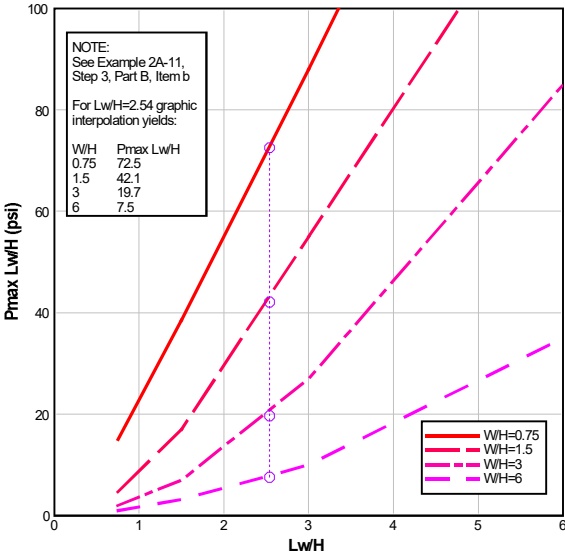 100
80
60
40
20
0
Pmax Lw/H (psi)
NOTE:
See Example 2A-11,
Step 3, Part B, Item b
For Lw/H=2.54 graphic
interpolation yields:
W/H Pmax Lw/H
0.75 72.5
1.5 42.1
3 19.7
6 7.5
W/H=0.75
W/H=1.5
W/H=3
W/H=6
0 1 2 3 4 5 6
Lw/H